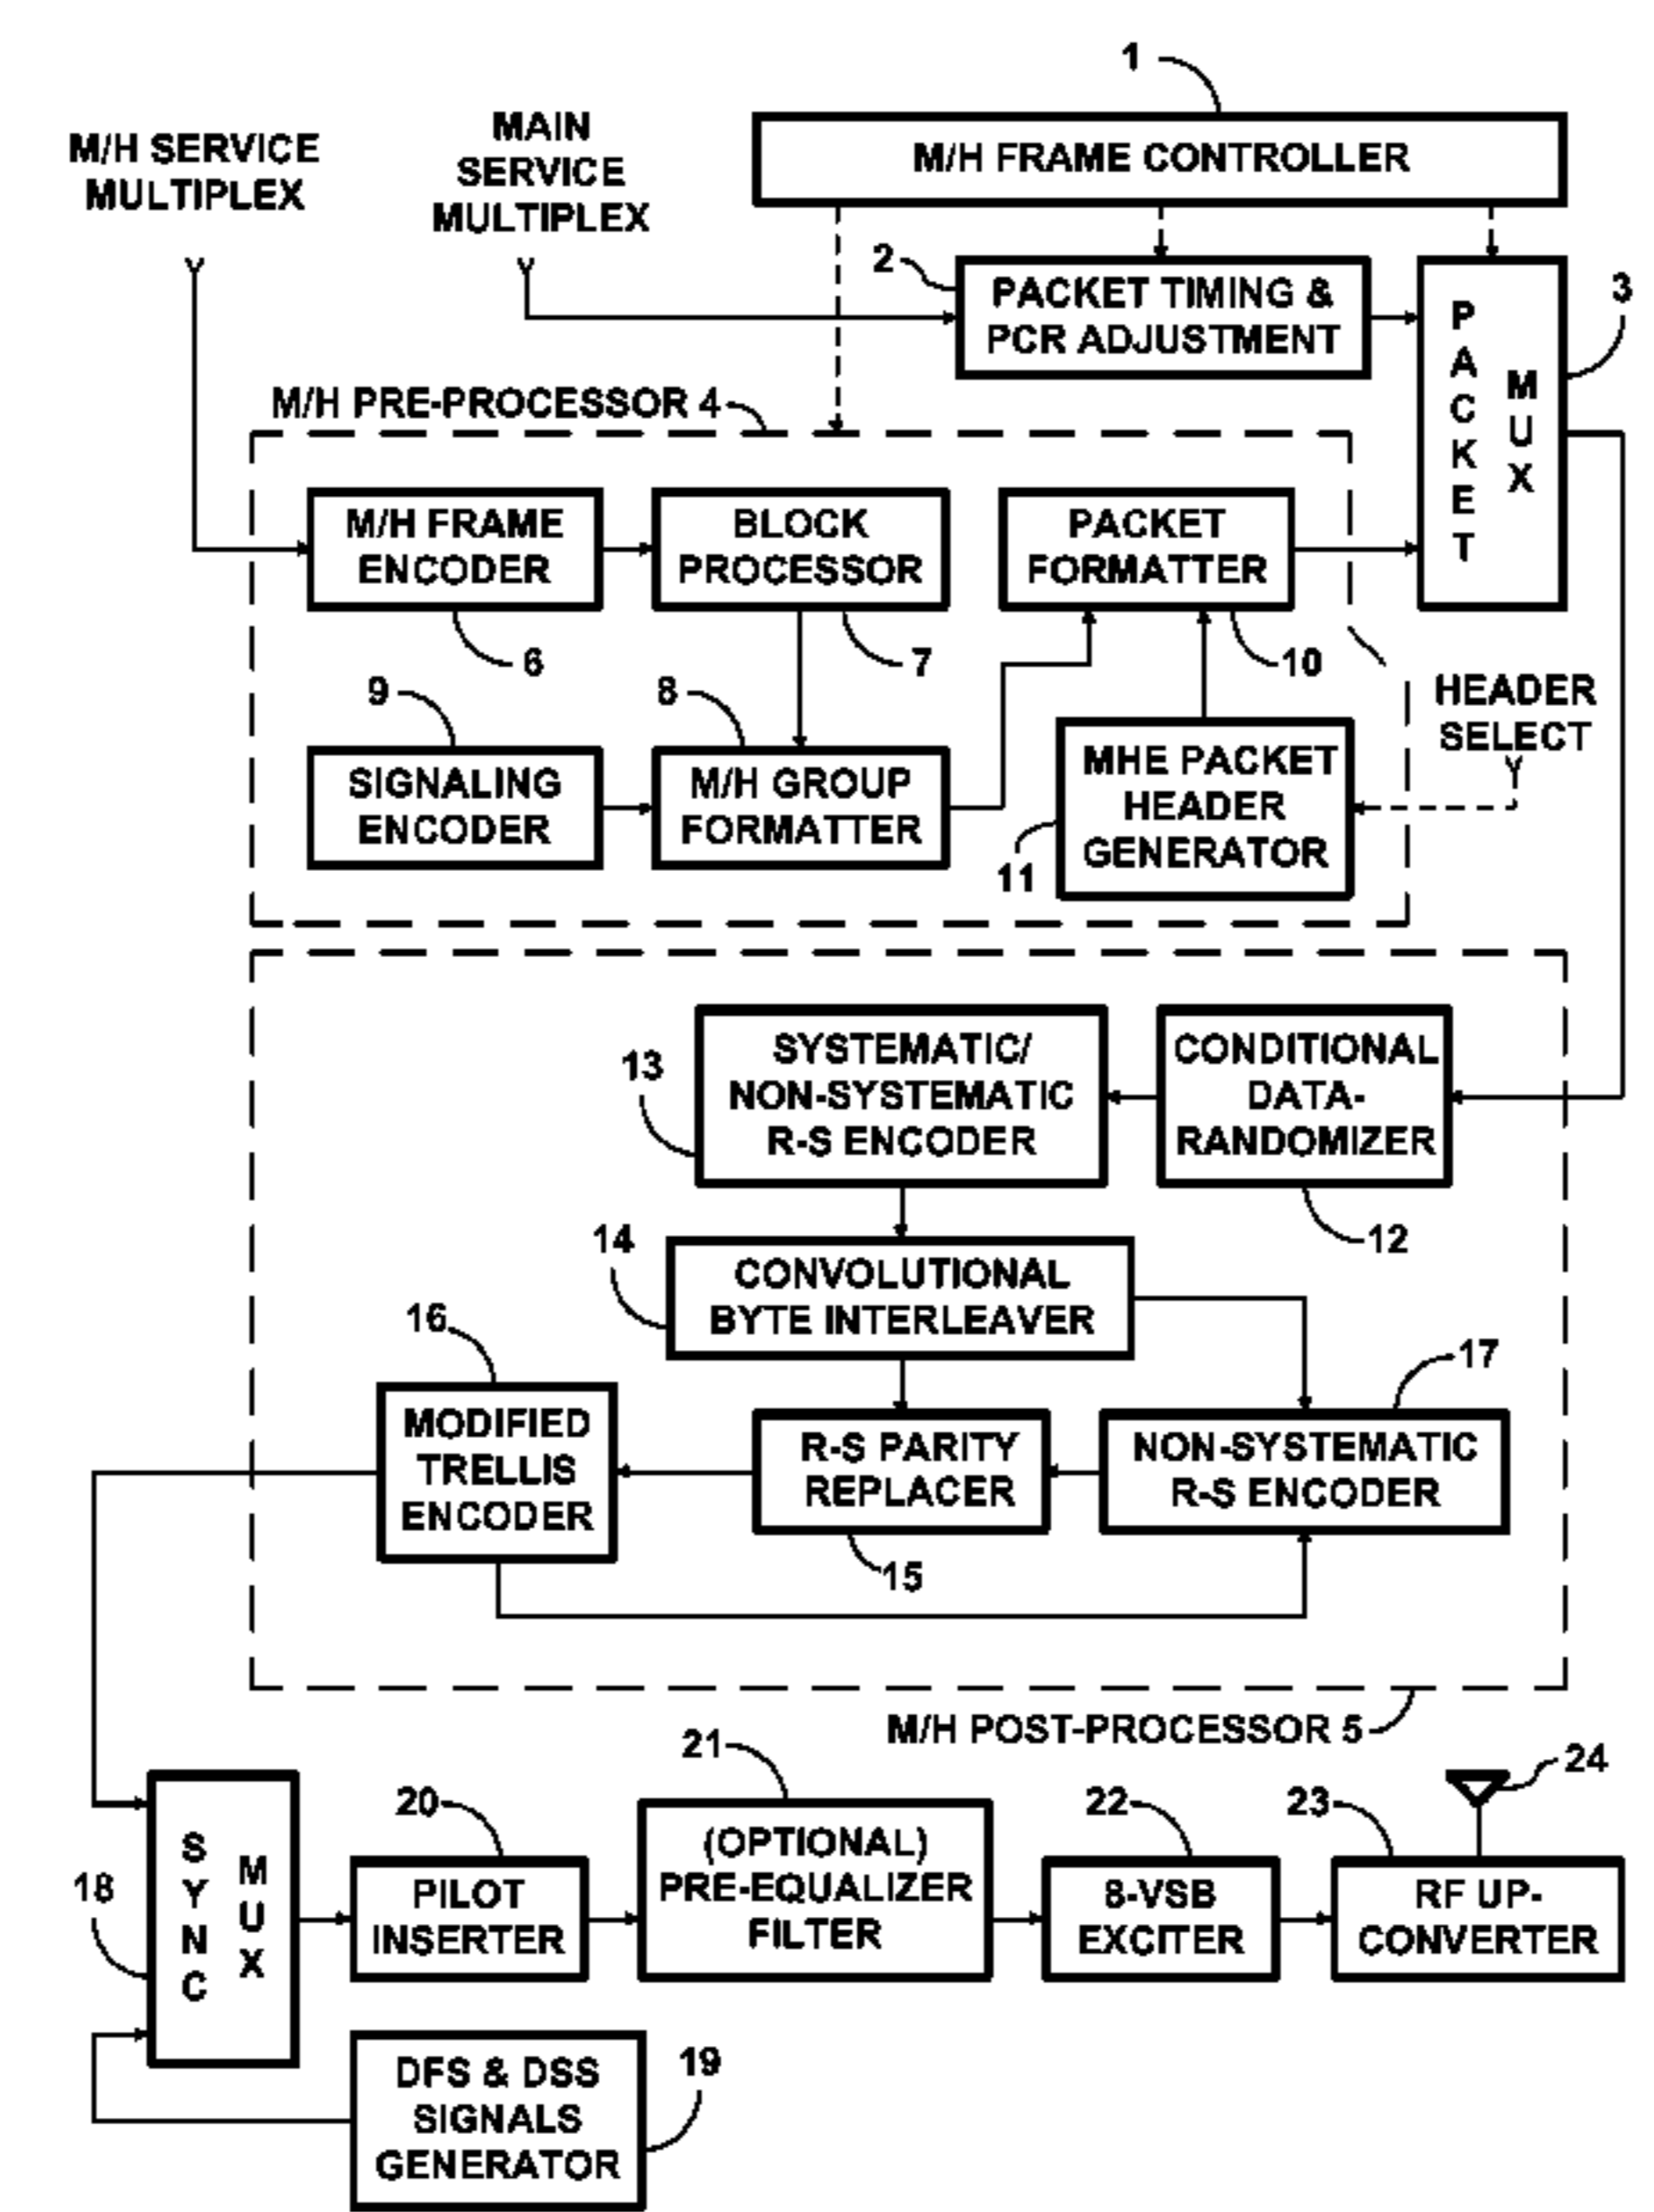 1
M/H SERVICE
MULTIPLEX
MAIN
SERVICE
MULTIPLEX
M/H FRAME CONTROLLER
2
PACKET TIMING &
PCR ADJUSTMENT
3
PACKET
MUX
M/H PRE-PROCESSOR 4
M/H FRAME
ENCODER
BLOCK
PROCESSOR
PACKET
FORMATTER
6
7
10
9
8
HEADER
SELECT
SIGNALING
ENCODER
M/H GROUP
FORMATTER
MHE PACKET
HEADER
GENERATOR
11
13
SYSTEMATIC/
NON-SYSTEMATIC
R-S ENCODER
CONDITIONAL
DATA-
RANDOMIZER
12
14
CONVOLUTIONAL
BYTE INTERLEAVER
16
17
MODIFIED
TRELLIS
ENCODER
R-S PARITY
REPLACER
NON-SYSTEMATIC
R-S ENCODER
15
M/H POST-PROCESSOR 5
18
SYNC
MUX
20
PILOT
INSERTER
21
(OPTIONAL)
PRE-EQUALIZER
FILTER
22
8-VSB
EXCITER
23
RF UP-
CONVERTER
24
DFS & DSS
SIGNALS
GENERATOR
19